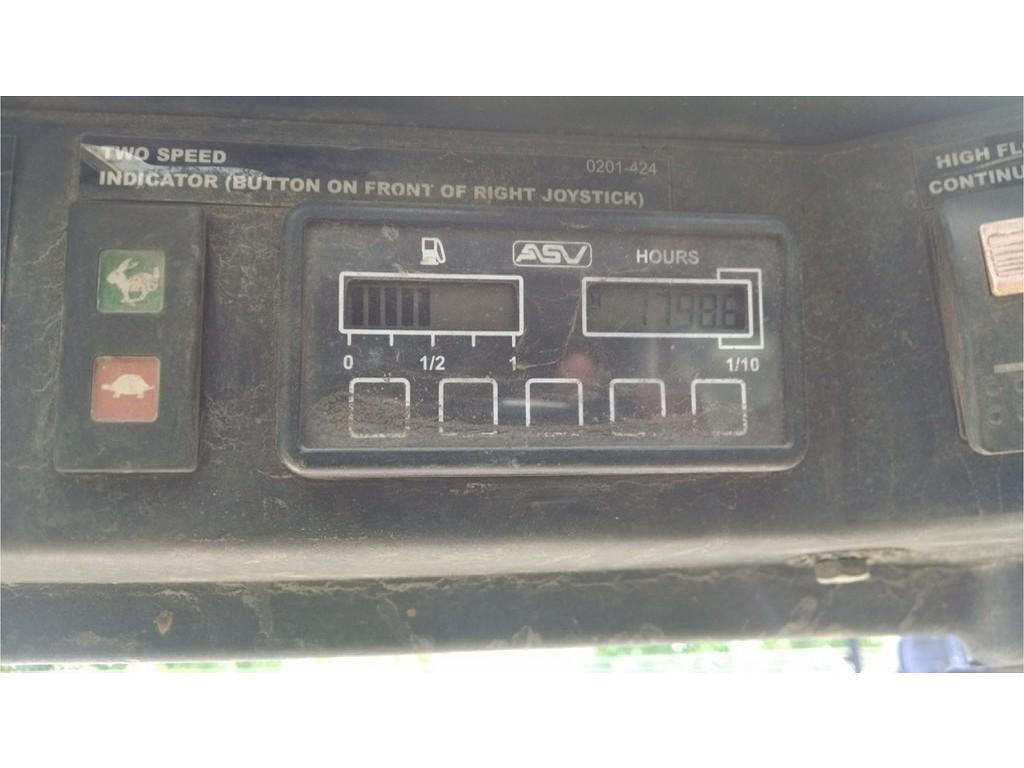 TWO SPEED
0201-424
INDICATOR (BUTTON ON FRONT OF RIGHT JOYSTICK)
HIGH FL
CONTINU
ASV
HOURS
17986
0 1/2 1
1/10